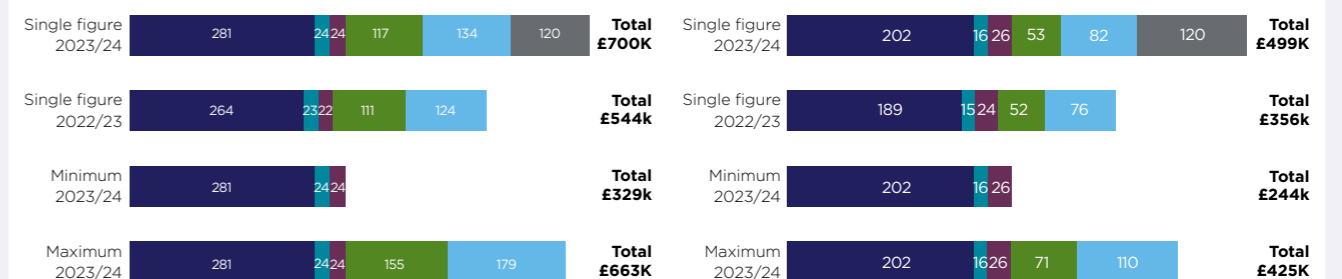 Single figure
2023/24
281 24 24 117 134 120
Total
£700K
Single figure
2022/23
264 23 22 111 124
Total
£544k
Minimum
2023/24
281 24 24
Total
£329k
Maximum
2023/24
281 24 24 155 179
Total
£663K
Single figure
2023/24
202 16 26 53 82 120
Total
£499K
Single figure
2022/23
189 15 24 52 76
Total
£356k
Minimum
2023/24
202 16 26
Total
£244k
Maximum
2023/24
202 16 26 71 110
Total
£425K